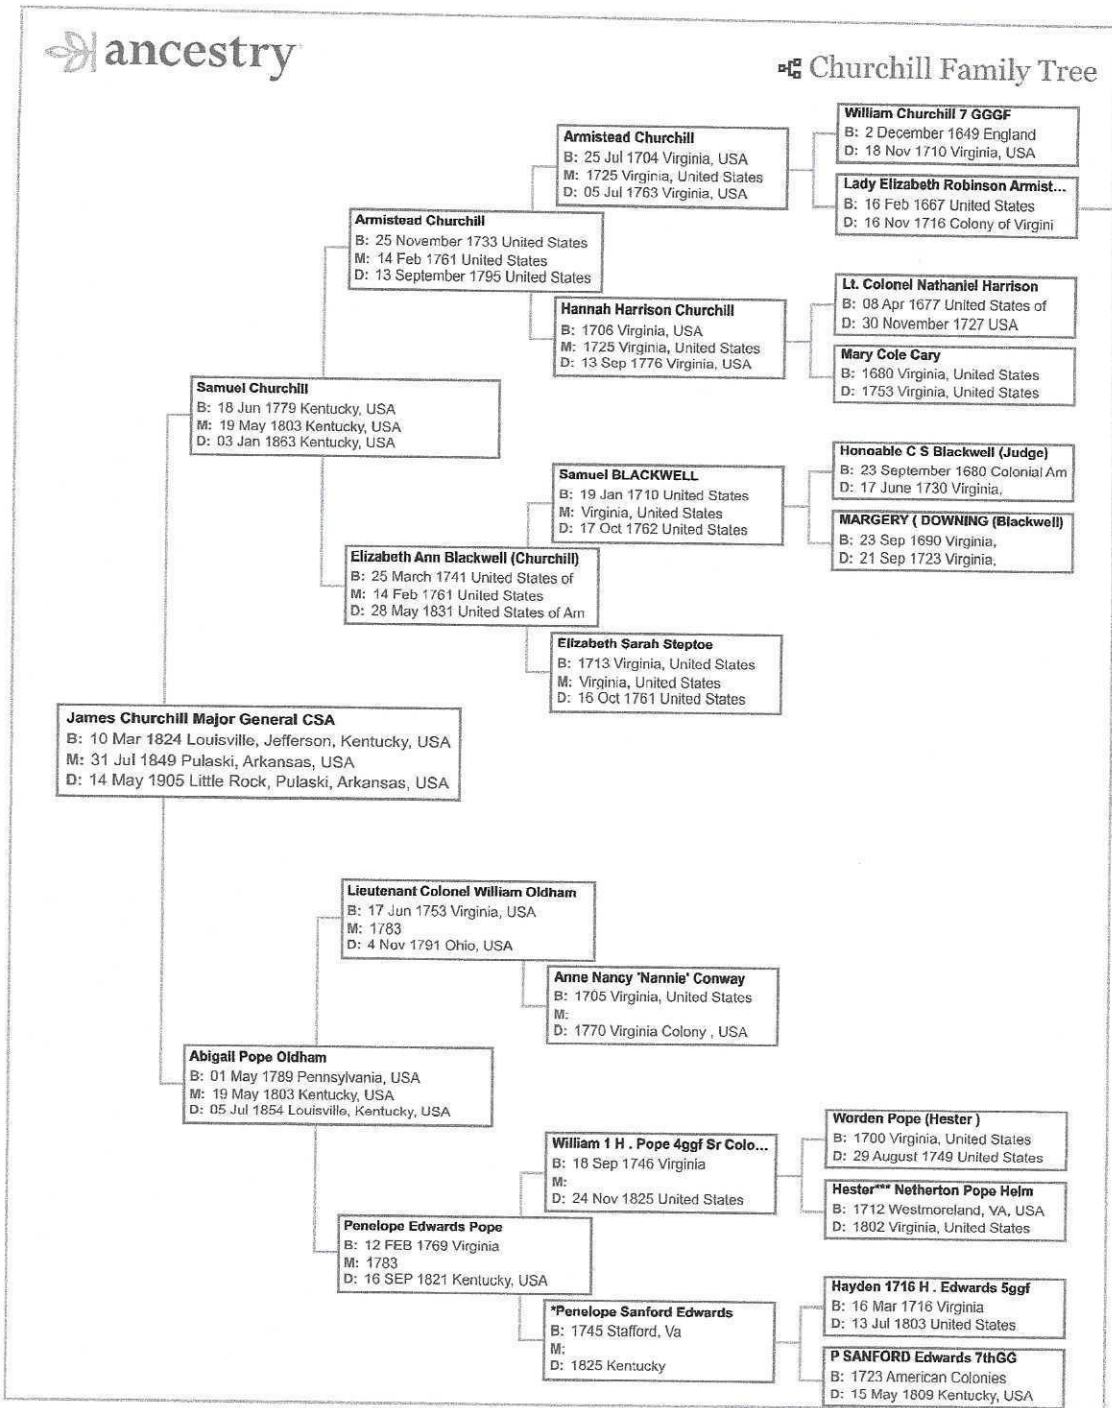 ancestry
Churchill Family Tree
William Churchill 7 GGGF
B: 2 December 1649 England
D: 18 Nov 1710 Virginia, USA
Armistead Churchill
B: 25 Jul 1704 Virginia, USA
M: 1725 Virginia, United States
D: 05 Jul 1763 Virginia, USA
Lady Elizabeth Robinson Armist...
B: 16 Feb 1667 United States
D: 16 Nov 1716 Colony of Virgini
Armistead Churchill
B: 25 November 1733 United States
M: 14 Feb 1761 United States
D: 13 September 1795 United States
Lt. Colonel Nathaniel Harrison
B: 08 Apr 1677 United States of
D: 30 November 1727 USA
Hannah Harrison Churchill
B: 1706 Virginia, USA
M: 1725 Virginia, United States
D: 13 Sep 1776 Virginia, USA
Mary Cole Cary
B: 1680 Virginia, United States
D: 1753 Virginia, United States
Samuel Churchill
B: 18 Jun 1779 Kentucky, USA
M: 19 May 1803 Kentucky, USA
D: 03 Jan 1863 Kentucky, USA
Honoable C S Blackwell (Judge)
B: 23 September 1680 Colonial Am
D: 17 June 1730 Virginia,
Samuel BLACKWELL
B: 19 Jan 1710 United States
M: Virginia, United States
D: 17 Oct 1762 United States
MARGERY ( DOWNING (Blackwell)
B: 23 Sep 1690 Virginia,
D: 21 Sep 1723 Virginia,
Elizabeth Ann Blackwell (Churchill)
B: 25 March 1741 United States of
M: 14 Feb 1761 United States
D: 28 May 1831 United States of Am
Elizabeth Sarah Steptoe
B: 1713 Virginia, United States
M: Virginia, United States
D: 16 Oct 1761 United States
James Churchill Major General CSA
B: 10 Mar 1824 Louisville, Jefferson, Kentucky, USA
M: 31 Jul 1849 Pulaski, Arkansas, USA
D: 14 May 1905 Little Rock, Pulaski, Arkansas, USA
Lieutenant Colonel William Oldham
B: 17 Jun 1753 Virginia, USA
M: 1783
D: 4 Nov 1791 Ohio, USA
Anne Nancy 'Nannie' Conway
B: 1705 Virginia, United States
M:
D: 1770 Virginia Colony , USA
Abigail Pope Oldham
B: 01 May 1789 Pennsylvania, USA
M: 19 May 1803 Kentucky, USA
D: 05 Jul 1854 Louisville, Kentucky, USA
Worden Pope (Hester )
B: 1700 Virginia, United States
D: 29 August 1749 United States
William 1 H . Pope 4ggf Sr Colo...
B: 18 Sep 1746 Virginia
M:
D: 24 Nov 1825 United States
Hester*** Netherton Pope Helm
B: 1712 Westmoreland, VA, USA
D: 1802 Virginia, United States
Penelope Edwards Pope
B: 12 FEB 1769 Virginia
M: 1783
D: 16 SEP 1821 Kentucky, USA
Hayden 1716 H . Edwards 5ggf
B: 16 Mar 1716 Virginia
D: 13 Jul 1803 United States
*Penelope Sanford Edwards
B: 1745 Stafford, Va
M:
D: 1825 Kentucky
P SANFORD Edwards 7thGG
B: 1723 American Colonies
D: 15 May 1809 Kentucky, USA